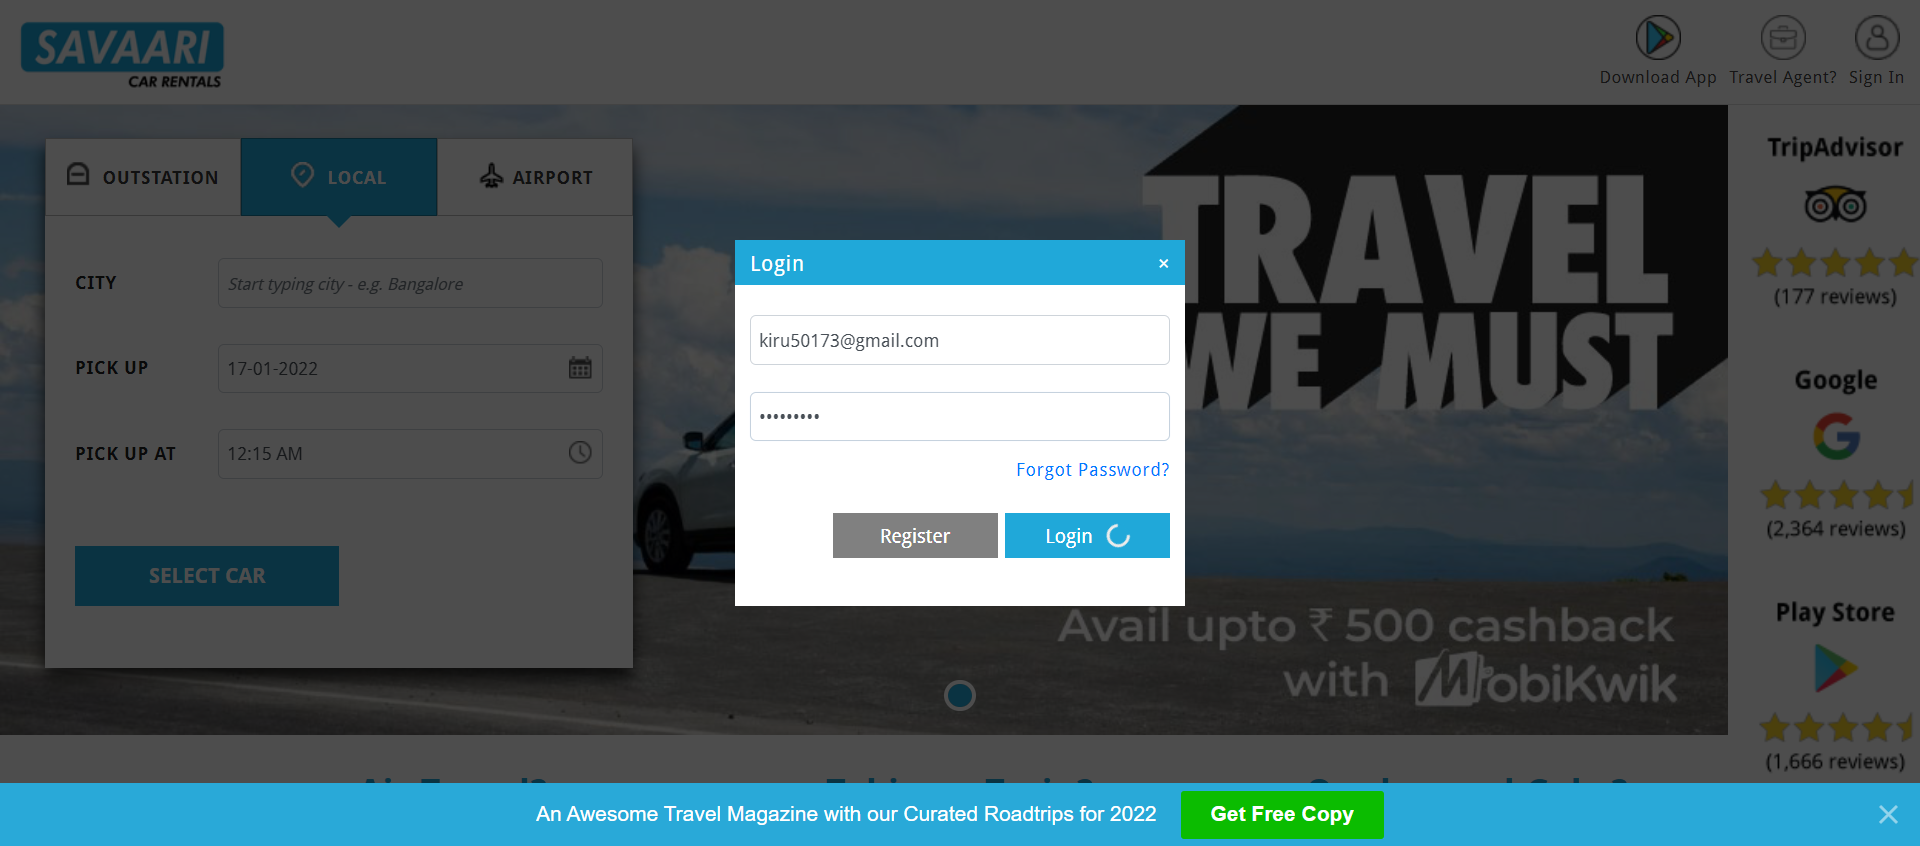 SAVAARI
CAR RENTALS
Download App
Travel Agent?
Sign In
OUTSTATION
LOCAL
AIRPORT
CITY
Start typing city - e.g. Bangalore
PICK UP
17-01-2022
PICK UP AT
12:15 AM
SELECT CAR
TRAVEL
WE MUST
Avail upto ₹ 500 cashback
with MobiKwik
Login
×
kiru50173@gmail.com
•••••••••
Forgot Password?
Register
Login
TripAdvisor
(177 reviews)
Google
(2,364 reviews)
Play Store
(1,666 reviews)
An Awesome Travel Magazine with our Curated Roadtrips for 2022
Get Free Copy